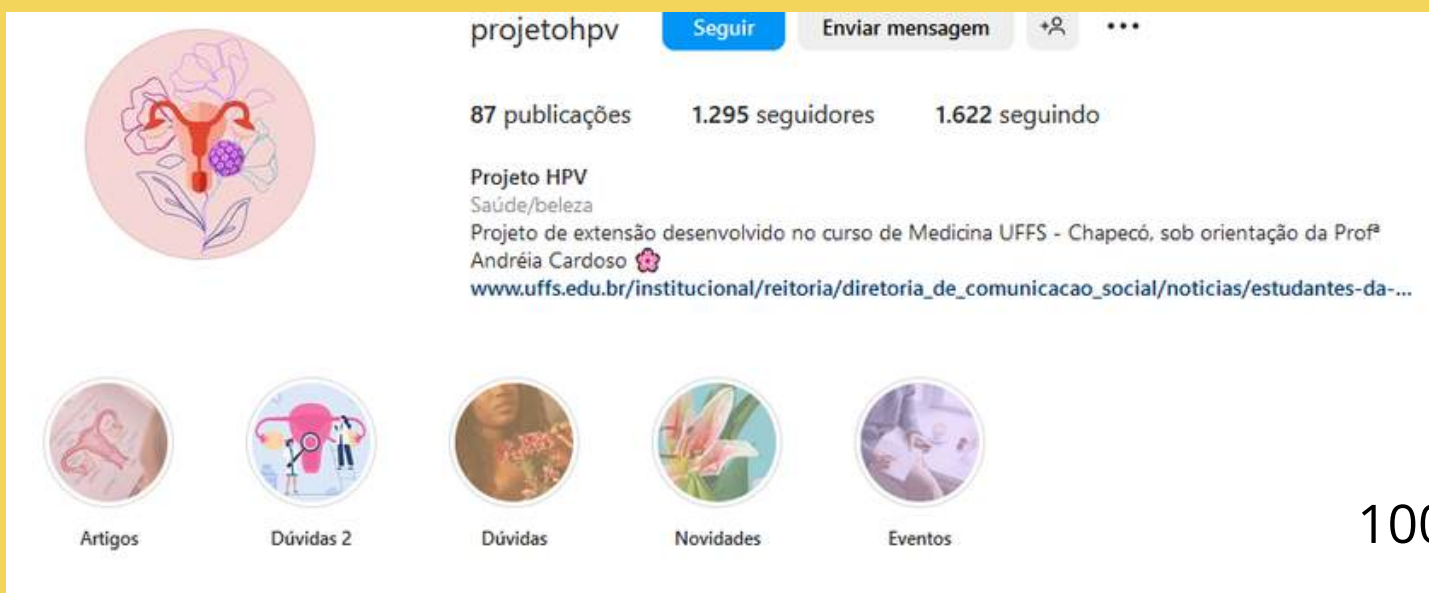 projetohpv Seguir Enviar mensagem
87 publicações 1.295 seguidores 1.622 seguindo
Projeto HPV
Saúde/beleza
Projeto de extensão desenvolvido no curso de Medicina UFFS - Chapecó, sob orientação da Profª
Andréia Cardoso
www.uffs.edu.br/institucional/reitoria/diretoria_de_comunicacao_social/noticias/estudantes-da-...
Artigos Dúvidas 2 Dúvidas Novidades Eventos
100